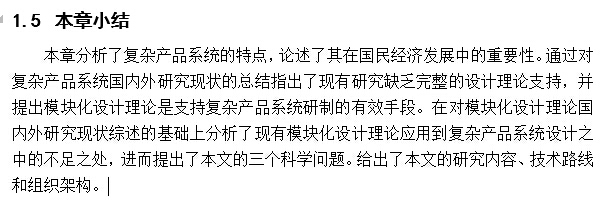 1.5 本章小结
本章分析了复杂产品系统的特点，论述了其在国民经济发展中的重要性。通过对
复杂产品系统国内外研究现状的总结指出了现有研究缺乏完整的设计理论支持，并
提出模块化设计理论是支持复杂产品系统研制的有效手段。在对模块化设计理论国
内外研究现状综述的基础上分析了现有模块化设计理论应用到复杂产品系统设计之
中的不足之处，进而提出了本文的三个科学问题。给出了本文的研究内容、技术路线
和组织架构。